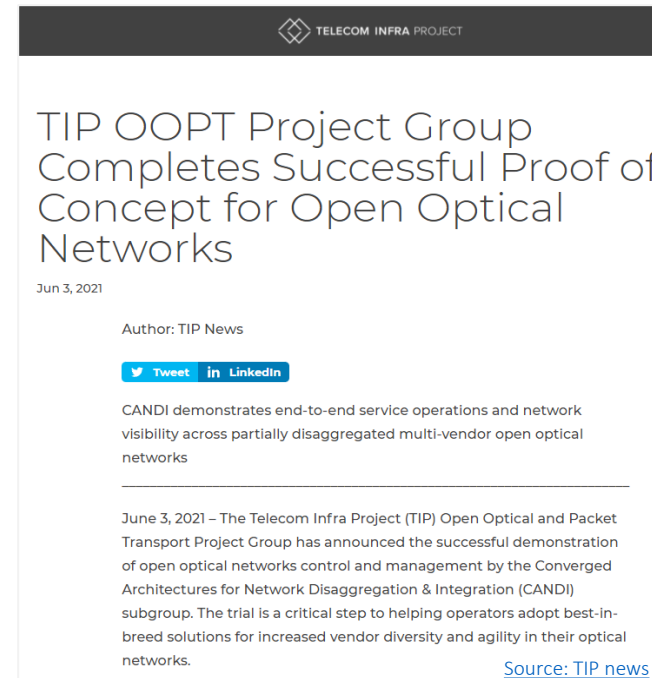 TELECOM INFRA PROJECT
TIP OOPT Project Group
Completes Successful Proof of
Concept for Open Optical
Networks
Jun 3, 2021
Author: TIP News
Tweet in LinkedIn
CANDI demonstrates end-to-end service operations and network
visibility across partially disaggregated multi-vendor open optical
networks
June 3, 2021 – The Telecom Infra Project (TIP) Open Optical and Packet
Transport Project Group has announced the successful demonstration
of open optical networks control and management by the Converged
Architectures for Network Disaggregation & Integration (CANDI)
subgroup. The trial is a critical step to helping operators adopt best-in-
breed solutions for increased vendor diversity and agility in their optical
networks.
Source: TIP news